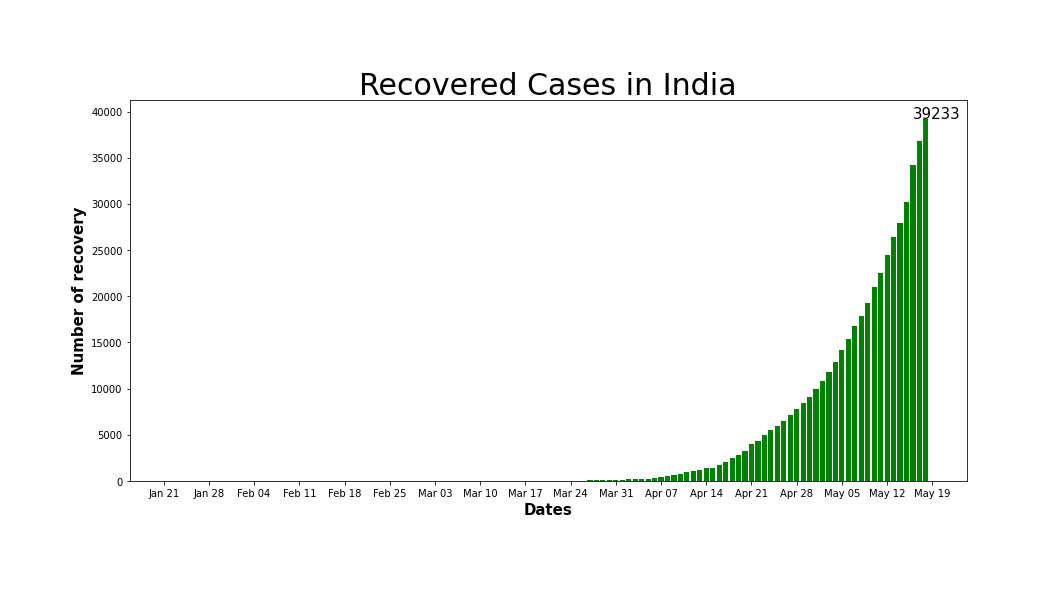 Recovered Cases in India
39233
Number of recovery
40000
35000
30000
25000
20000
15000
10000
5000
0
Jan 21 Jan 28 Feb 04 Feb 11 Feb 18 Feb 25 Mar 03 Mar 10 Mar 17 Mar 24 Mar 31 Apr 07 Apr 14 Apr 21 Apr 28 May 05 May 12 May 19
Dates